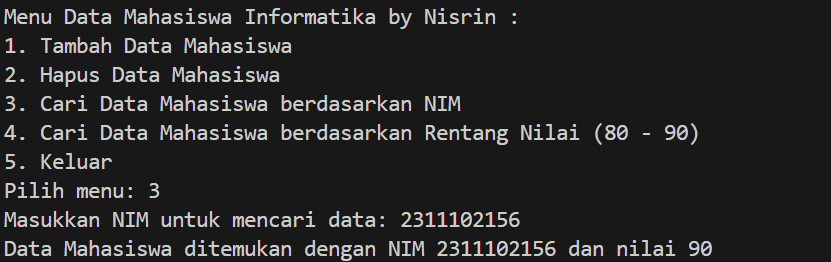 Menu Data Mahasiswa Informatika by Nisrin :
1. Tambah Data Mahasiswa
2. Hapus Data Mahasiswa
3. Cari Data Mahasiswa berdasarkan NIM
4. Cari Data Mahasiswa berdasarkan Rentang Nilai (80 - 90)
5. Keluar
Pilih menu: 3
Masukkan NIM untuk mencari data: 2311102156
Data Mahasiswa ditemukan dengan NIM 2311102156 dan nilai 90